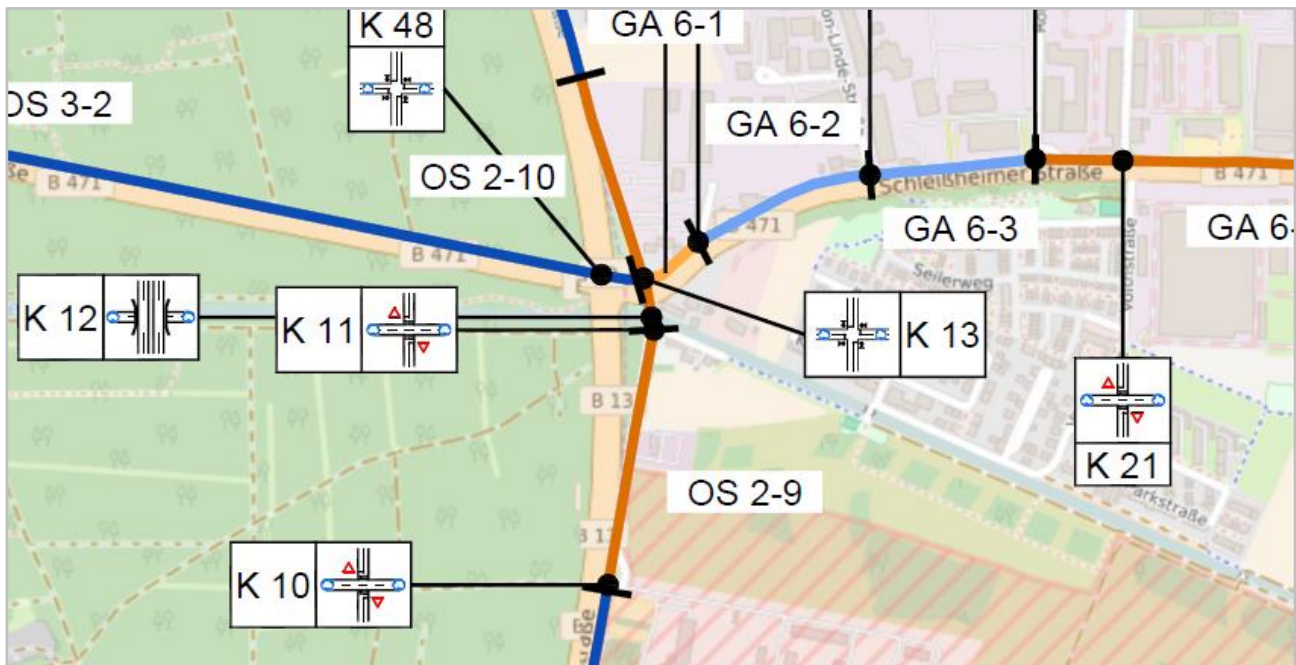 K 48
GA 6-1
OS 3-2
GA 6-2
OS 2-10
Schleißheimer Straße
B 471
B 471
B 471
B 471
GA 6-3
GA 6-
Seilerweg
K 12
K 11
K 13
B 13
K 21
OS 2-9
Parkstraße
K 10